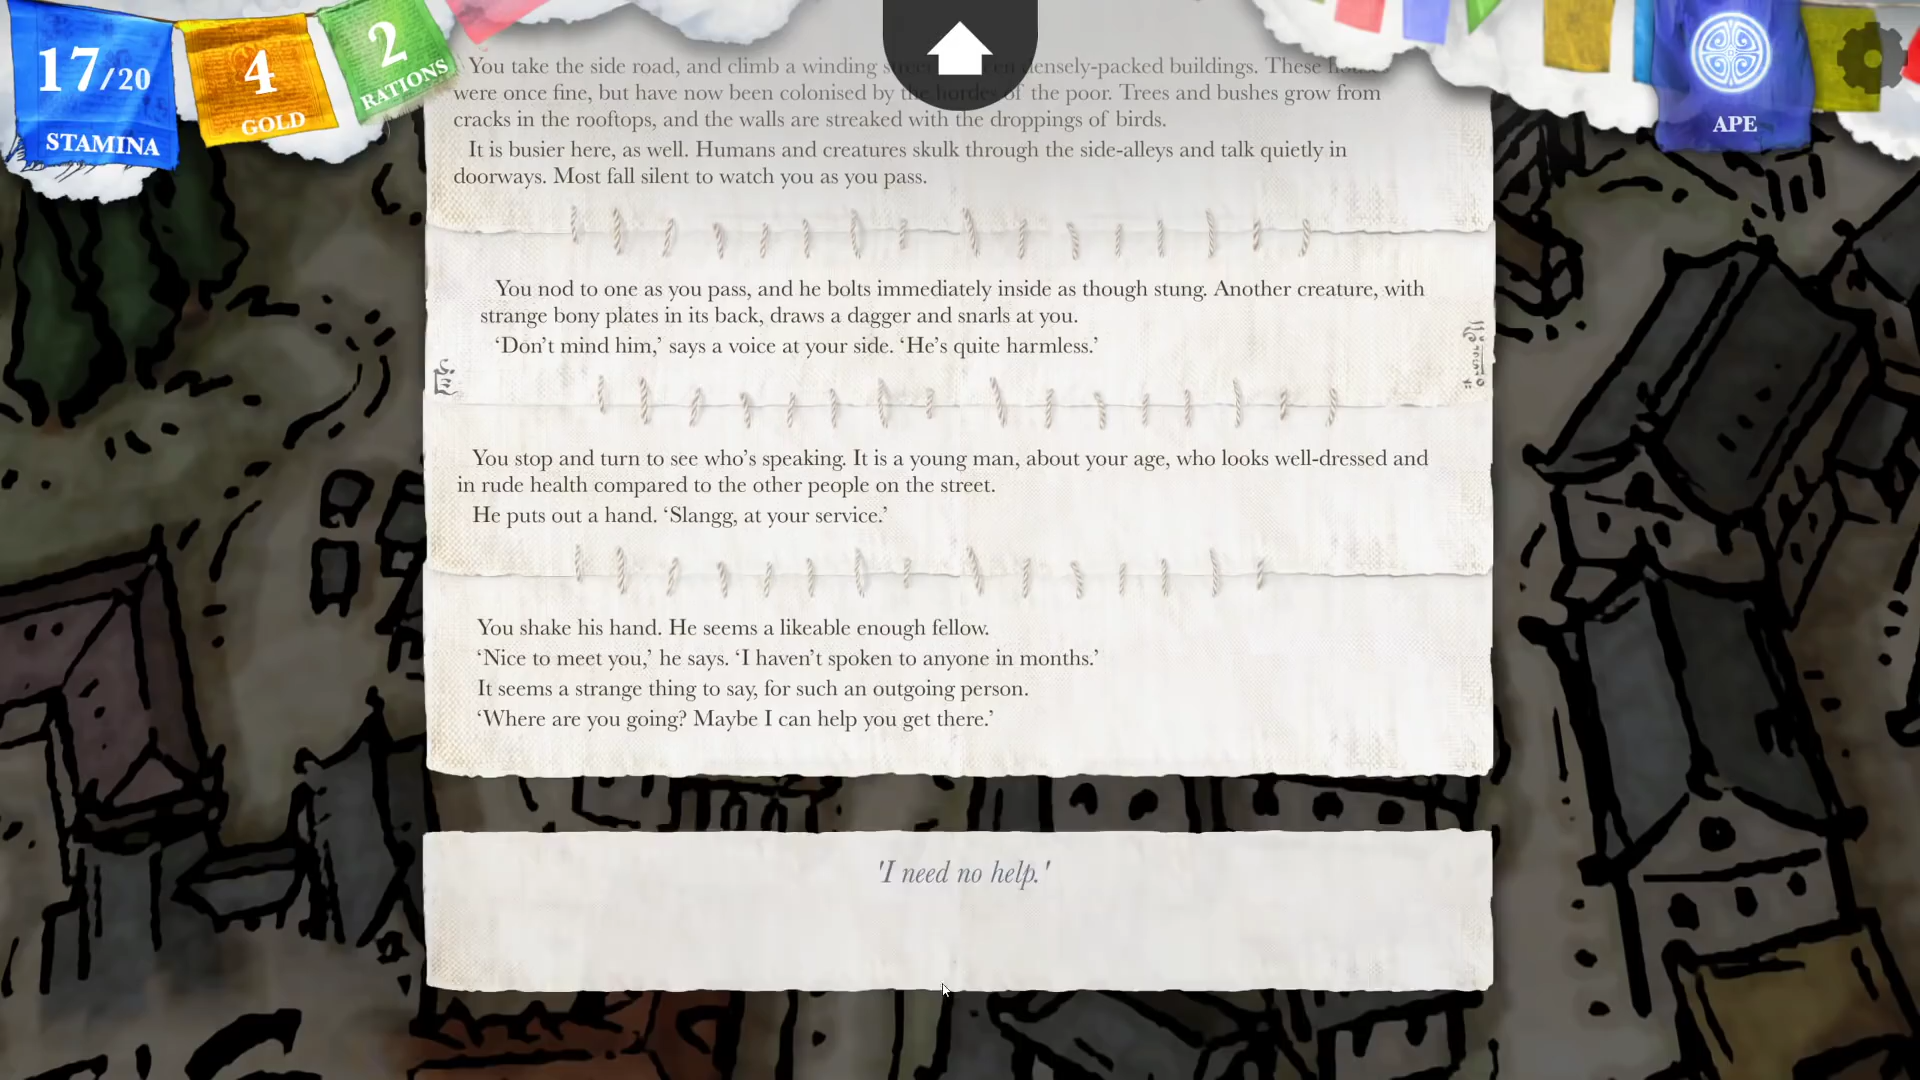 17/20
STAMINA
4
GOLD
2
RATIONS
APE
You take the side road, and climb a winding densely-packed buildings. These
were once fine, but have now been colonised by the hordes of the poor. Trees and bushes grow from
cracks in the rooftops, and the walls are streaked with the droppings of birds.
It is busier here, as well. Humans and creatures skulk through the side-alleys and talk quietly in
doorways. Most fall silent to watch you as you pass.
You nod to one as you pass, and he bolts immediately inside as though stung. Another creature, with
strange bony plates in its back, draws a dagger and snarls at you.
‘Don’t mind him,’ says a voice at your side. ‘He’s quite harmless.’
You stop and turn to see who’s speaking. It is a young man, about your age, who looks well-dressed and
in rude health compared to the other people on the street.
He puts out a hand. ‘Slangg, at your service.’
You shake his hand. He seems a likeable enough fellow.
‘Nice to meet you,’ he says. ‘I haven’t spoken to anyone in months.’
It seems a strange thing to say, for such an outgoing person.
‘Where are you going? Maybe I can help you get there.’
'I need no help.'